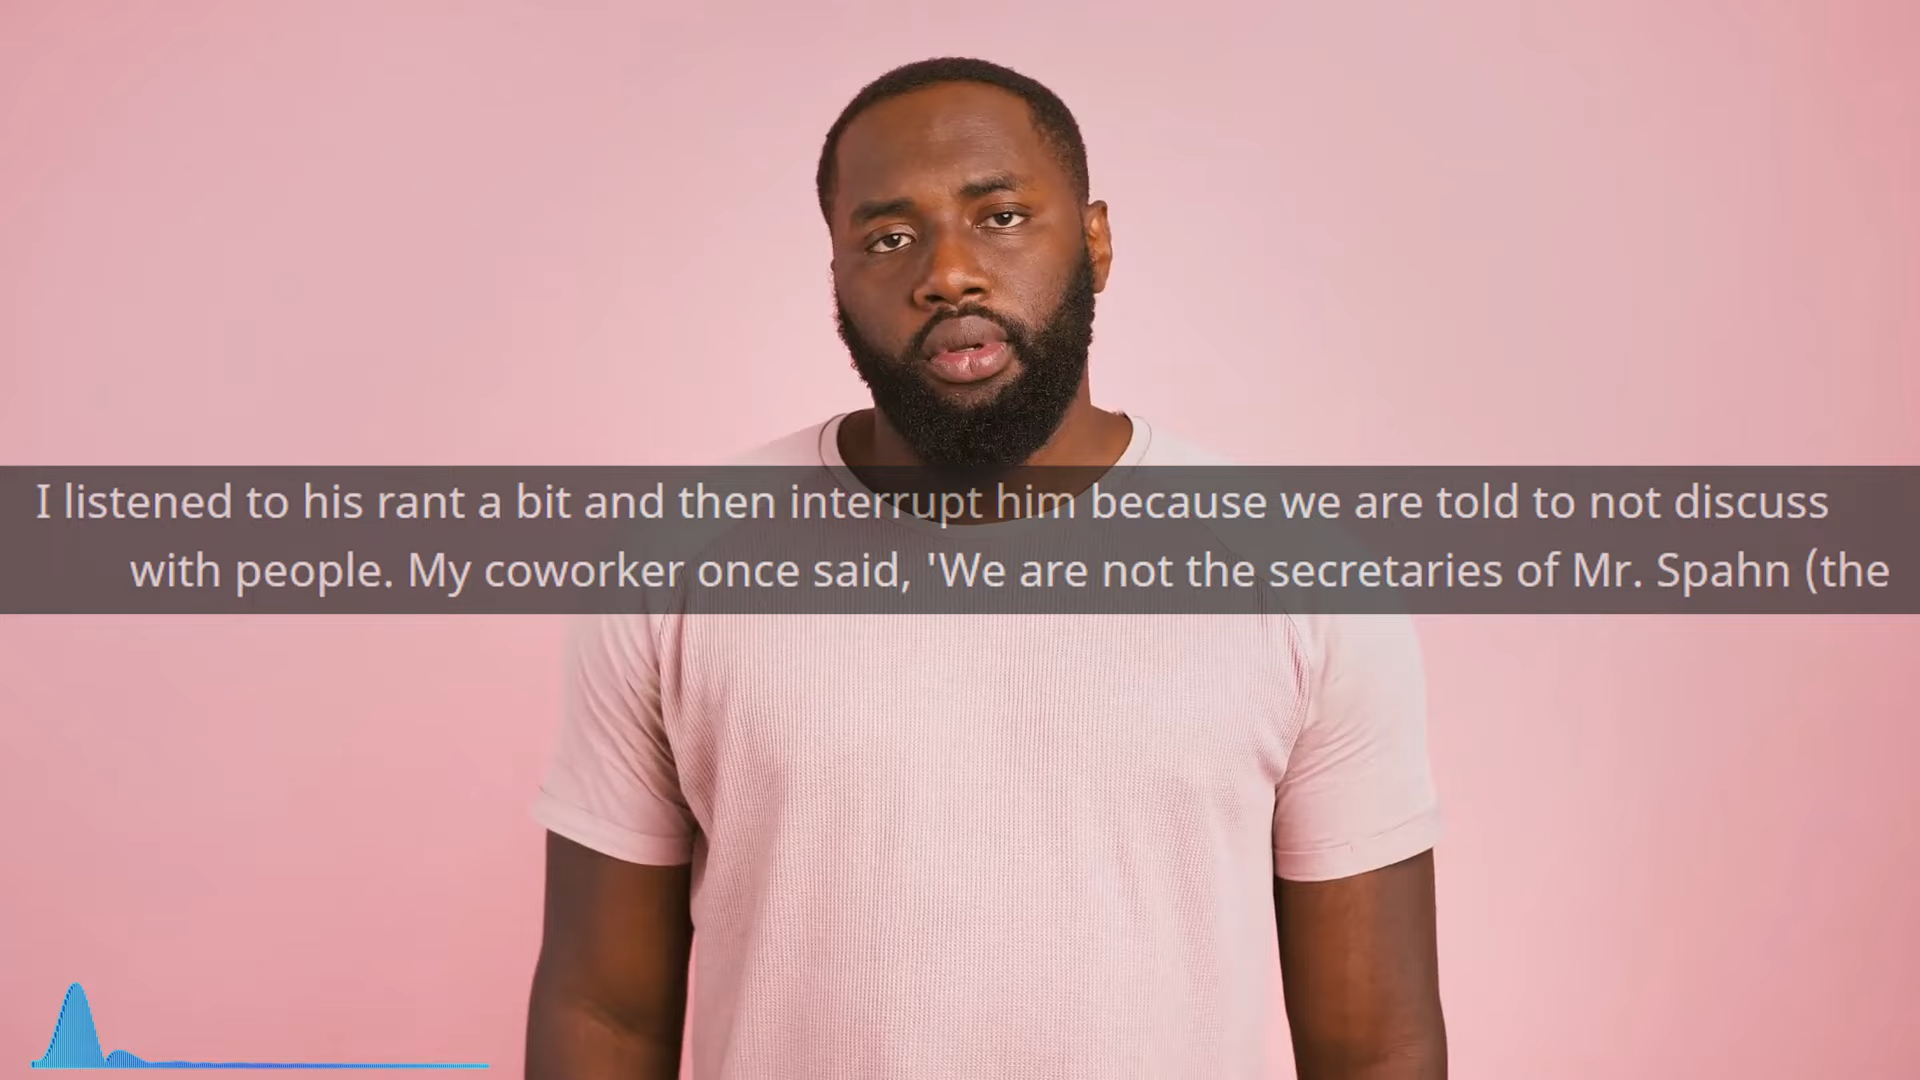 I listened to his rant a bit and then interrupt him because we are told to not discuss
with people. My coworker once said, 'We are not the secretaries of Mr. Spahn (the